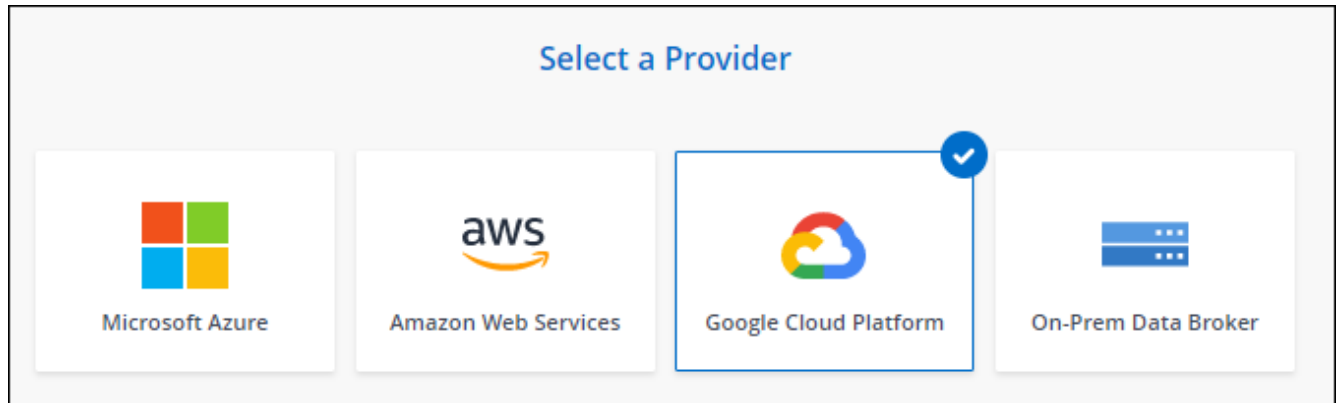 Select a Provider
aws
Microsoft Azure
Amazon Web Services
Google Cloud Platform
On-Prem Data Broker